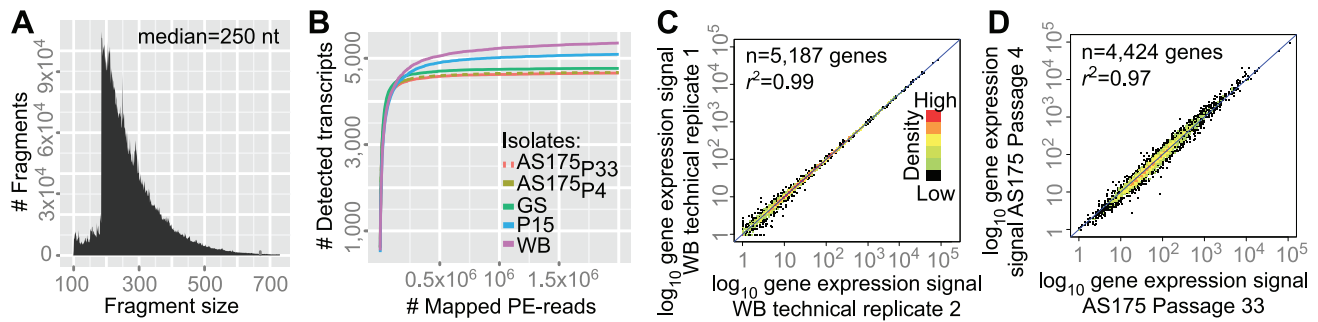 A
median=250 nt
# Fragments
0
3x10⁴
6x10⁴
9x10⁴
100
300
500
700
Fragment size
B
# Detected transcripts
1,000
3,000
5,000
Isolates:
AS175P33
AS175P4
GS
P15
WB
0.5x10⁶
10⁶
1.5x10⁶
# Mapped PE-reads
C
log₁₀ gene expression signal
WB technical replicate 1
n=5,187 genes
r²=0.99
High
Density
Low
1
10
10²
10³
10⁴
10⁵
1
10
10²
10³
10⁴
10⁵
log₁₀ gene expression signal
WB technical replicate 2
D
log₁₀ gene expression
signal AS175 Passage 4
n=4,424 genes
r²=0.97
1
10
10²
10³
10⁴
10⁵
1
10
10²
10³
10⁴
10⁵
log₁₀ gene expression signal
AS175 Passage 33